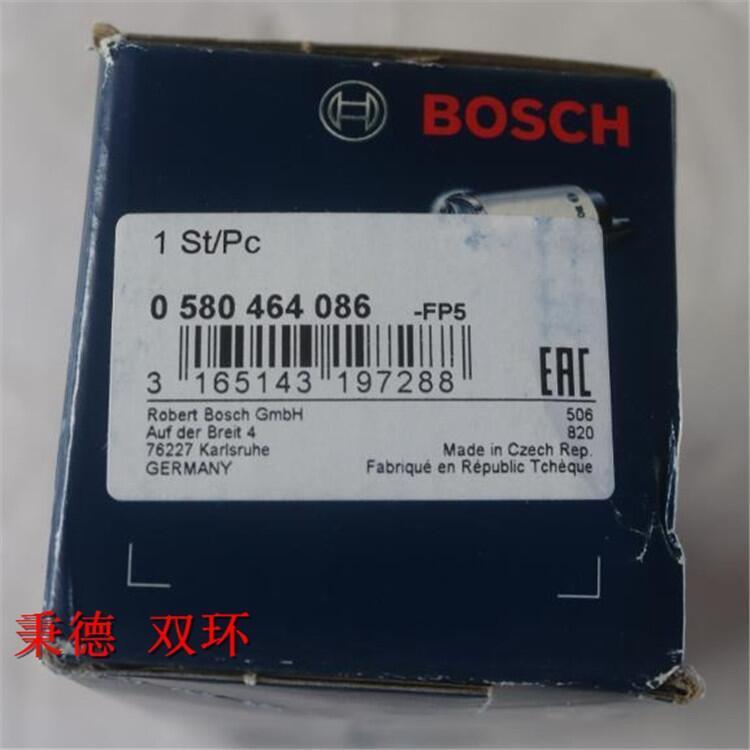 BOSCH
1 St/Pc
0 580 464 086 -FP5
3 165143 197288
EAC
Robert Bosch GmbH 506
Auf der Breit 4 820
76227 Karlsruhe Made in Czech Rep.
GERMANY Fabriqué en Républic Tchèque
秉德 双环